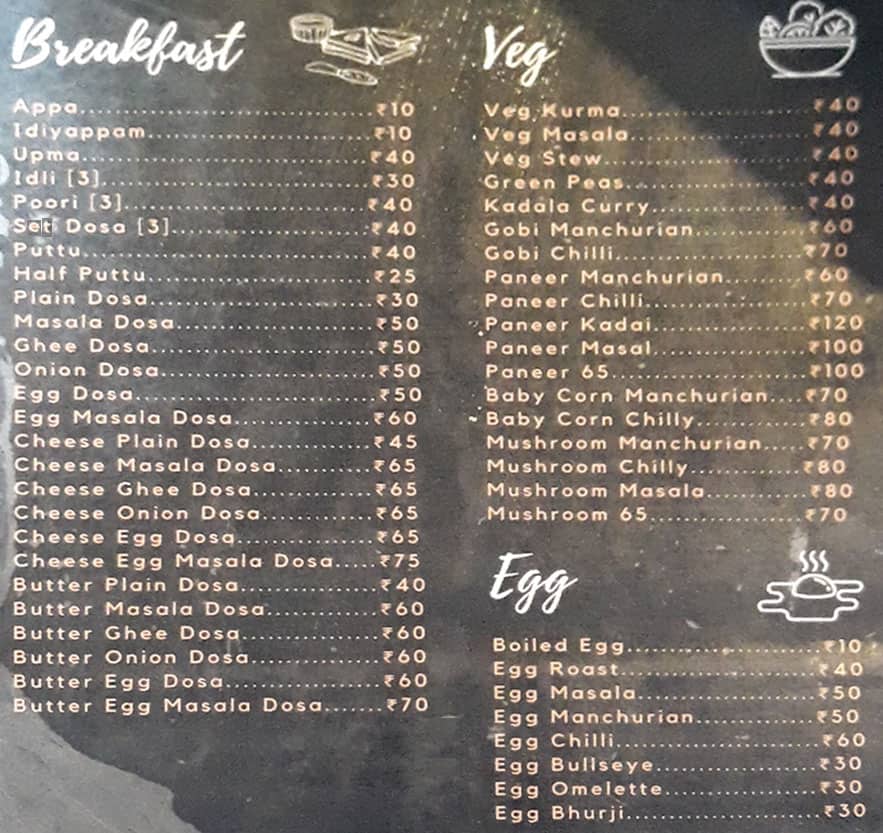 Breakfast
Appa ₹10
Idiyappam ₹10
Upma ₹40
Idli [3] ₹30
Poori [3] ₹40
Sett Dosa [3] ₹40
Puttu ₹40
Half Puttu ₹25
Plain Dosa ₹30
Masala Dosa ₹50
Ghee Dosa ₹50
Onion Dosa ₹50
Egg Dosa ₹50
Egg Masala Dosa ₹60
Cheese Plain Dosa ₹45
Cheese Masala Dosa ₹65
Cheese Ghee Dosa ₹65
Cheese Onion Dosa ₹65
Cheese Egg Dosa ₹65
Cheese Egg Masala Dosa ₹75
Butter Plain Dosa ₹40
Butter Masala Dosa ₹60
Butter Ghee Dosa ₹60
Butter Onion Dosa ₹60
Butter Egg Dosa ₹60
Butter Egg Masala Dosa ₹70
Veg
Veg Kurma ₹40
Veg Masala ₹40
Veg Stew ₹40
Green Peas ₹40
Kadala Curry ₹40
Gobi Manchurian ₹60
Gobi Chilli ₹70
Paneer Manchurian ₹60
Paneer Chilli ₹70
Paneer Kadai ₹120
Paneer Masal ₹100
Paneer 65 ₹100
Baby Corn Manchurian ₹70
Baby Corn Chilly ₹80
Mushroom Manchurian ₹70
Mushroom Chilly ₹80
Mushroom Masala ₹80
Mushroom 65 ₹70
Egg
Boiled Egg ₹10
Egg Roast ₹40
Egg Masala ₹50
Egg Manchurian ₹50
Egg Chilli ₹60
Egg Bullseye ₹30
Egg Omelette ₹30
Egg Bhurji ₹30